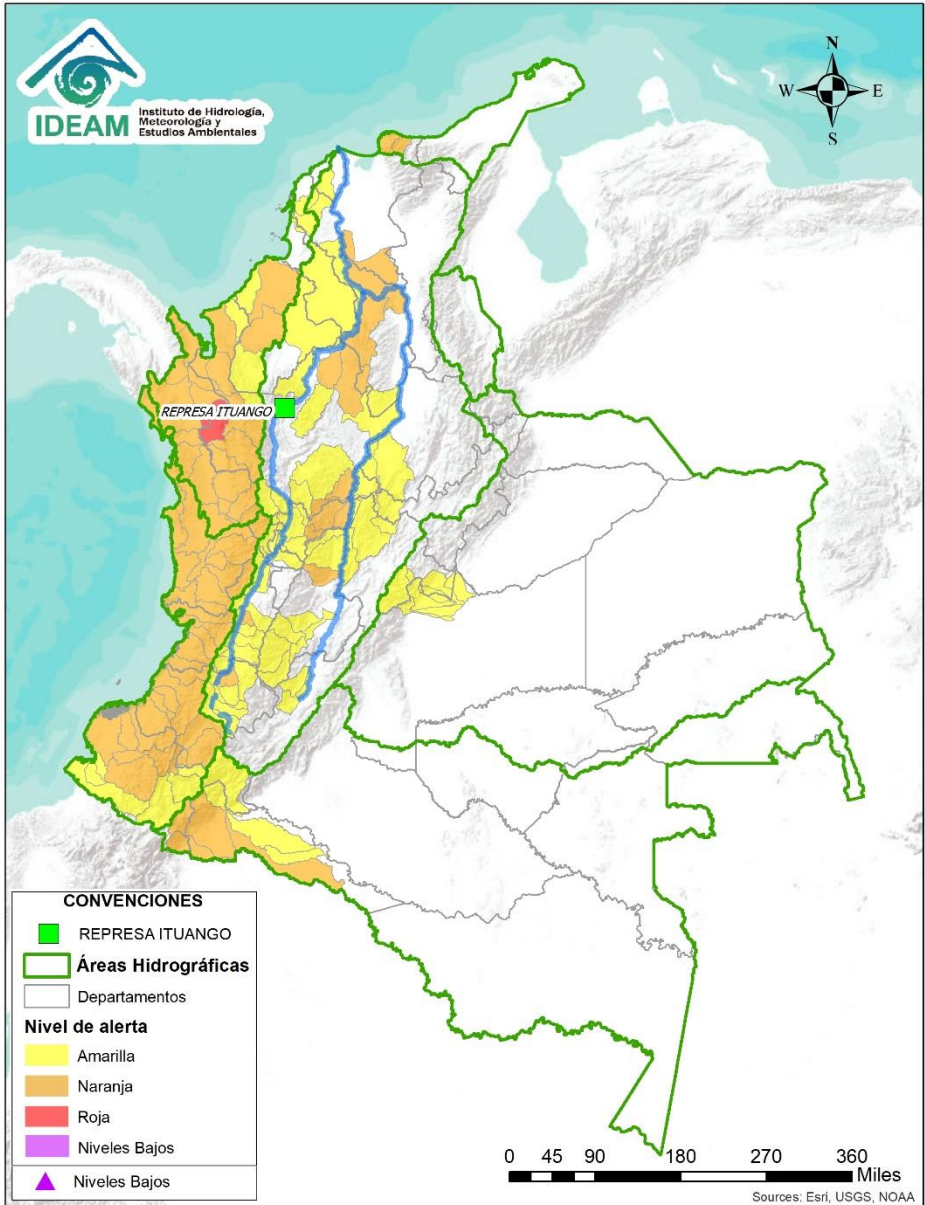 IDEAM
Instituto de Hidrología,
Meteorología y
Estudios Ambientales
N
W
E
S
REPRESA ITUANGO
CONVENCIONES
REPRESA ITUANGO
Áreas Hidrográficas
Departamentos
Nivel de alerta
Amarilla
Naranja
Roja
Niveles Bajos
Niveles Bajos
0 45 90 180 270 360
Miles
Sources: Esri, USGS, NOAA